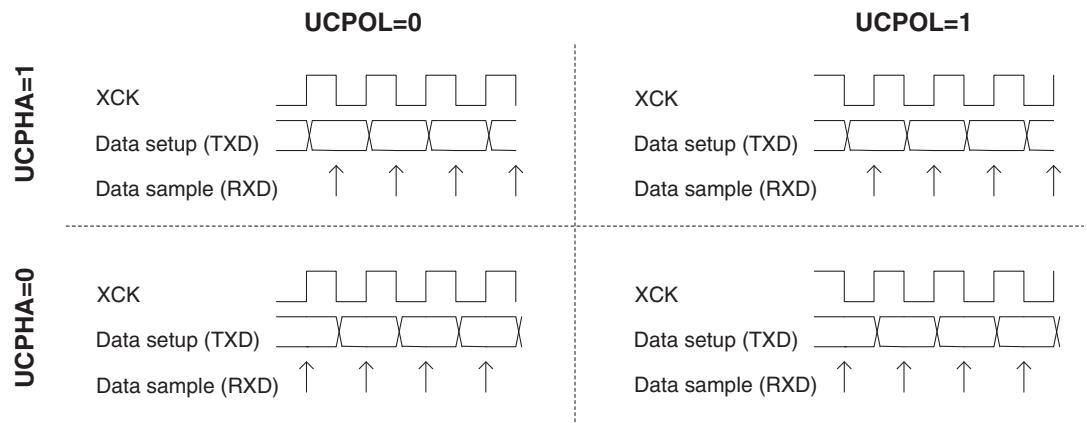 UCPOL=0
UCPOL=1
UCPHA=1
XCK
Data setup (TXD)
Data sample (RXD)
XCK
Data setup (TXD)
Data sample (RXD)
UCPHA=0
XCK
Data setup (TXD)
Data sample (RXD)
XCK
Data setup (TXD)
Data sample (RXD)